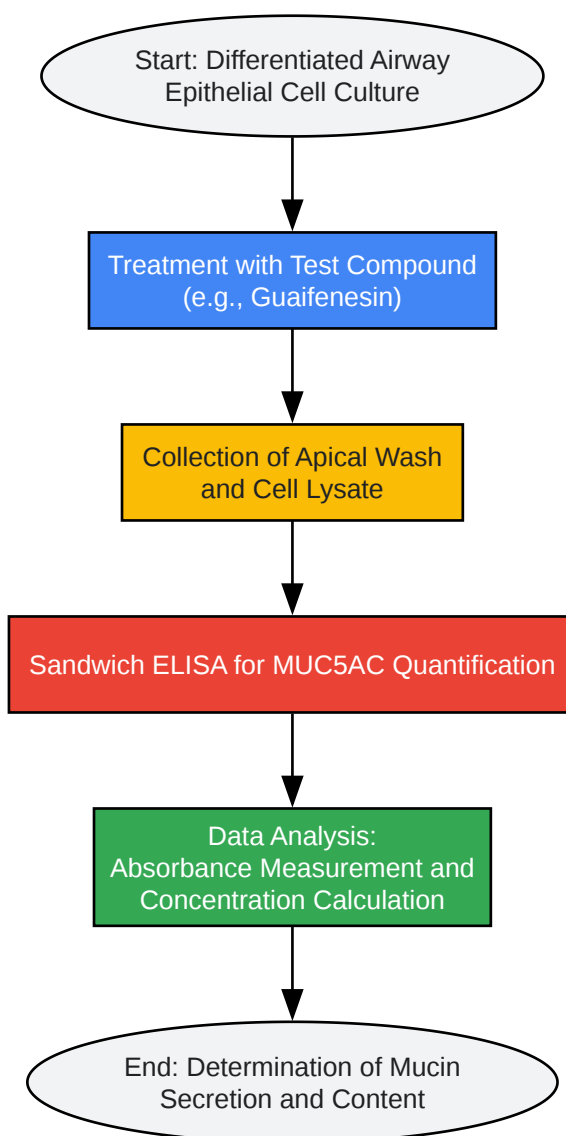 Start: Differentiated Airway
Epithelial Cell Culture
Treatment with Test Compound
(e.g., Guaifenesin)
Collection of Apical Wash
and Cell Lysate
Sandwich ELISA for MUC5AC Quantification
Data Analysis:
Absorbance Measurement and
Concentration Calculation
End: Determination of Mucin
Secretion and Content